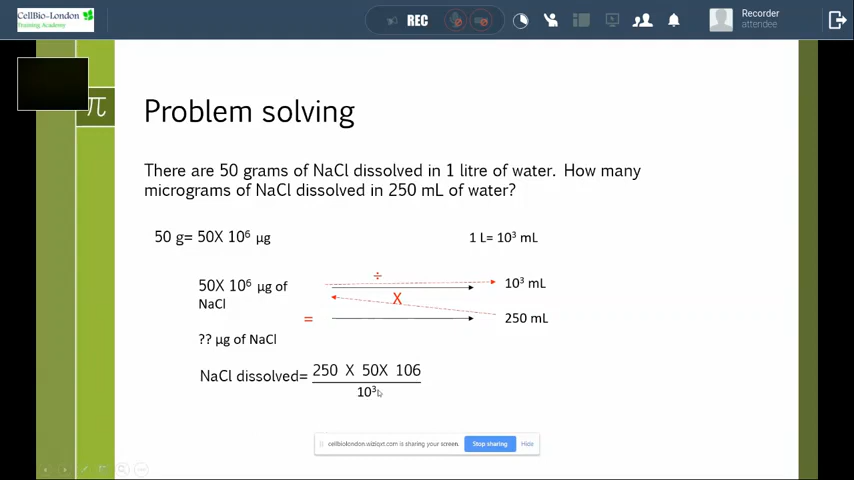 CellBio-London
Training Academy
REC
Recorder
attendee
π
Problem solving
There are 50 grams of NaCl dissolved in 1 litre of water. How many
micrograms of NaCl dissolved in 250 mL of water?
50 g= 50X 10⁶ µg
1 L= 10³ mL
÷
50X 10⁶ µg of
NaCl
10³ mL
X
=
250 mL
?? µg of NaCl
NaCl dissolved= 250 X 50X 106
10³
cellbiolondon.wiziqxt.com is sharing your screen.
Stop sharing
Hide